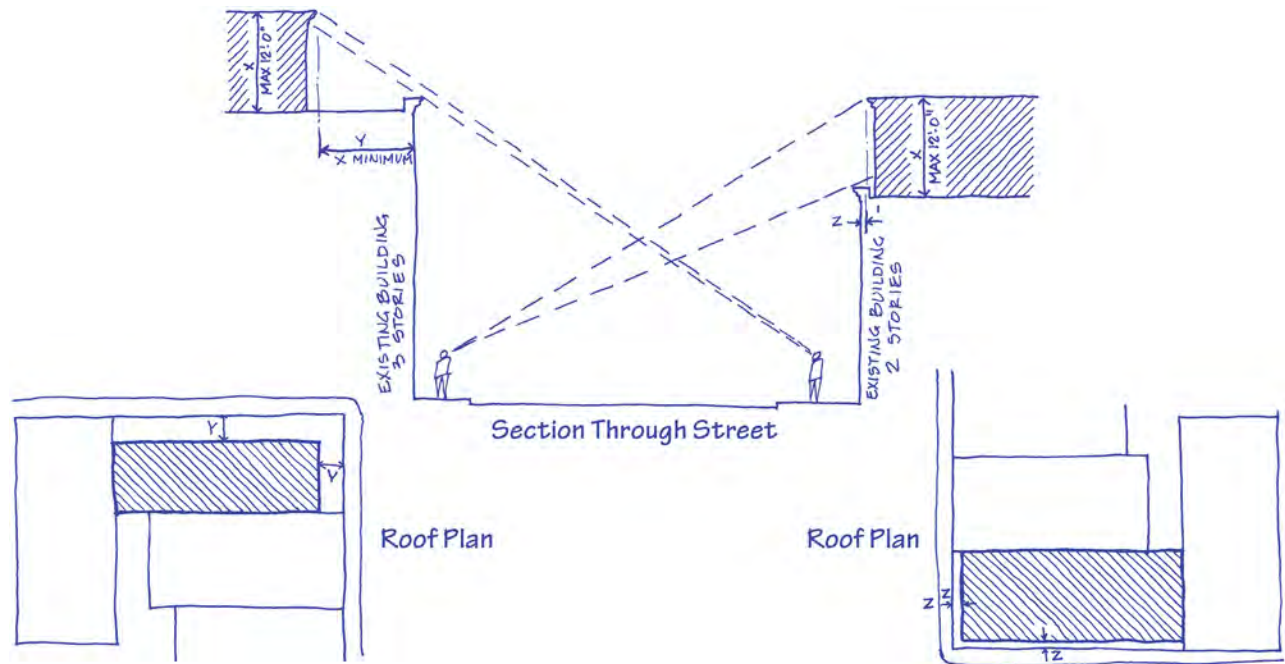 X
MAX 12'-0"
Y
X MINIMUM
X
MAX 12'-0"
Z
EXISTING BUILDING
3 STORIES
EXISTING BUILDING
2 STORIES
Section Through Street
Y
Y
Roof Plan
Roof Plan
Z
Z
Z